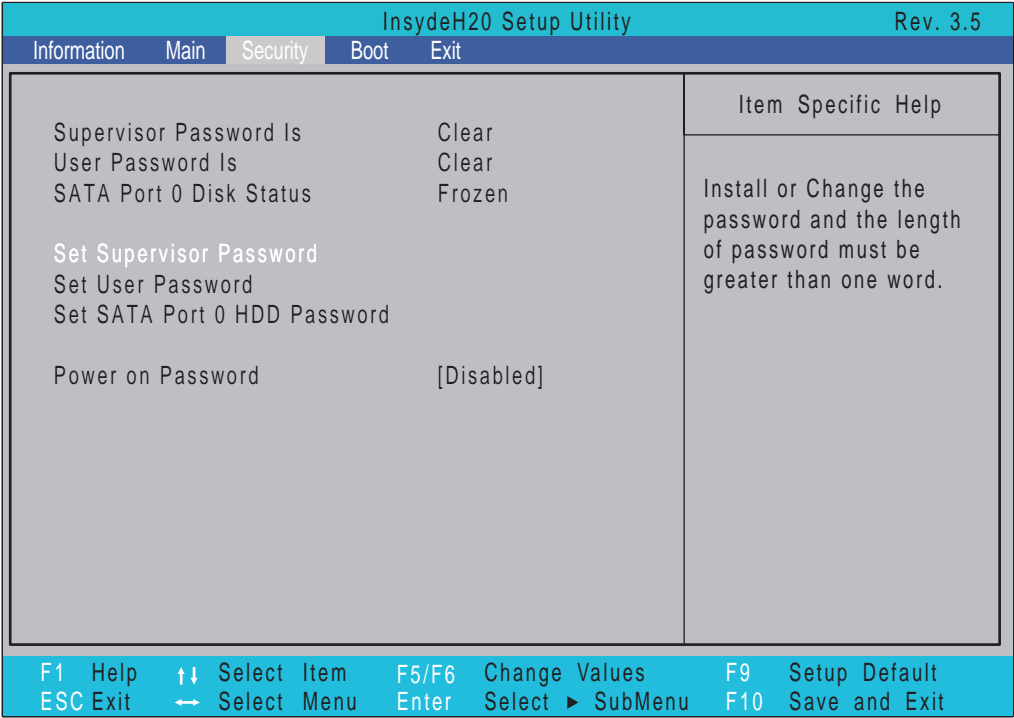 InsydeH20 Setup Utility Rev. 3.5
Information Main Security Boot Exit
Item Specific Help
Supervisor Password Is Clear
User Password Is Clear
SATA Port 0 Disk Status Frozen
Set Supervisor Password
Set User Password
Set SATA Port 0 HDD Password
Power on Password [Disabled]
Install or Change the
password and the length
of password must be
greater than one word.
F1 Help ↑↓ Select Item F5/F6 Change Values F9 Setup Default
ESC Exit ↔ Select Menu Enter Select ► SubMenu F10 Save and Exit